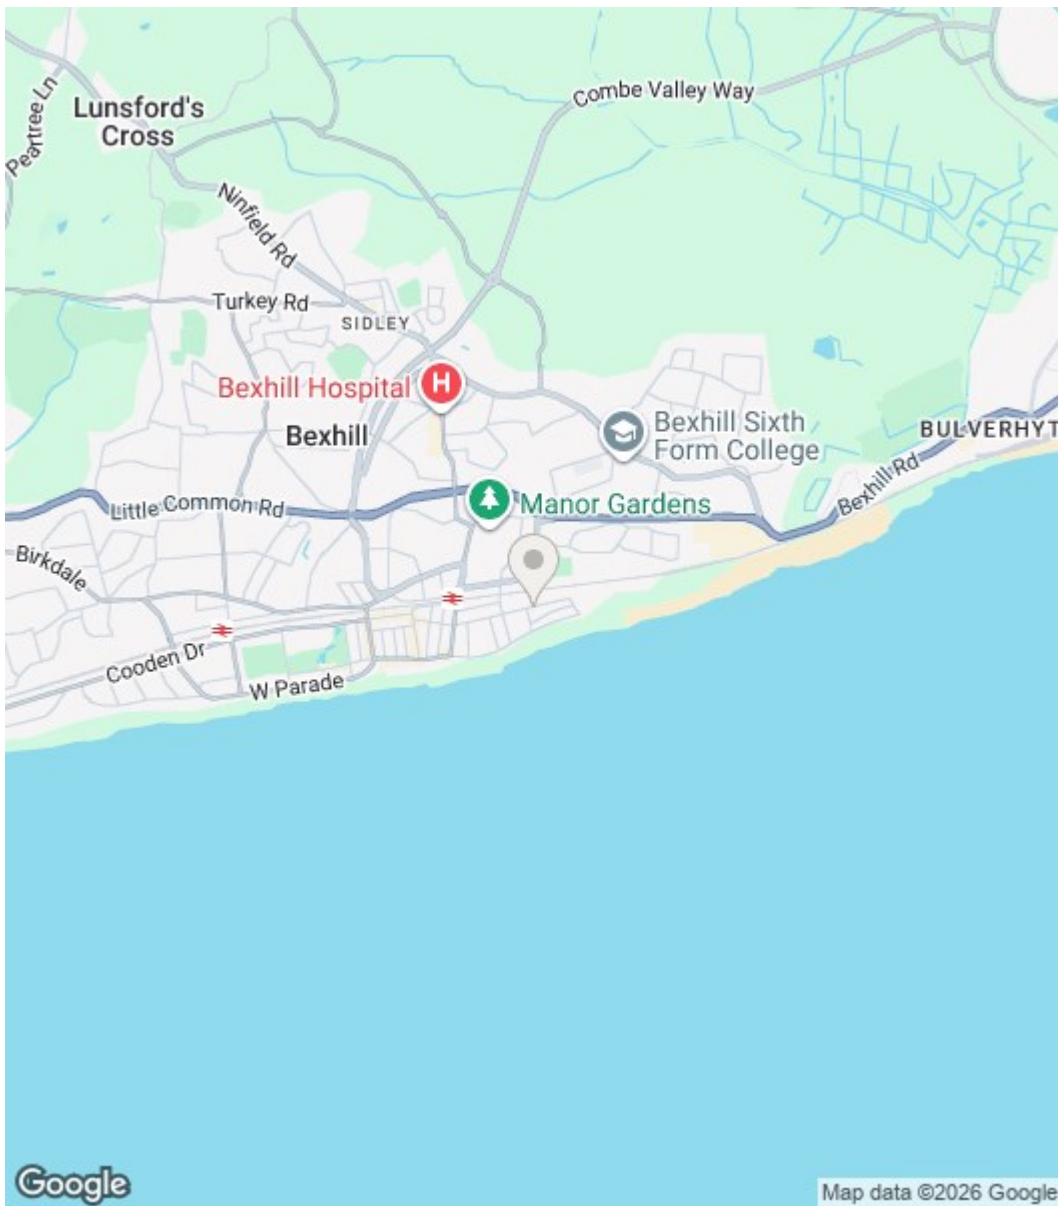 Combe Valley Way
Peartree Ln
Lunsford's
Cross
Ninfield Rd
Turkey Rd
SIDLEY
Bexhill Hospital
H
Bexhill
Bexhill Sixth
Form College
BULVERHYT
Bexhill Rd
Little Common Rd
Manor Gardens
Birkdale
Cooden Dr
W Parade
Google
Map data ©2026 Google